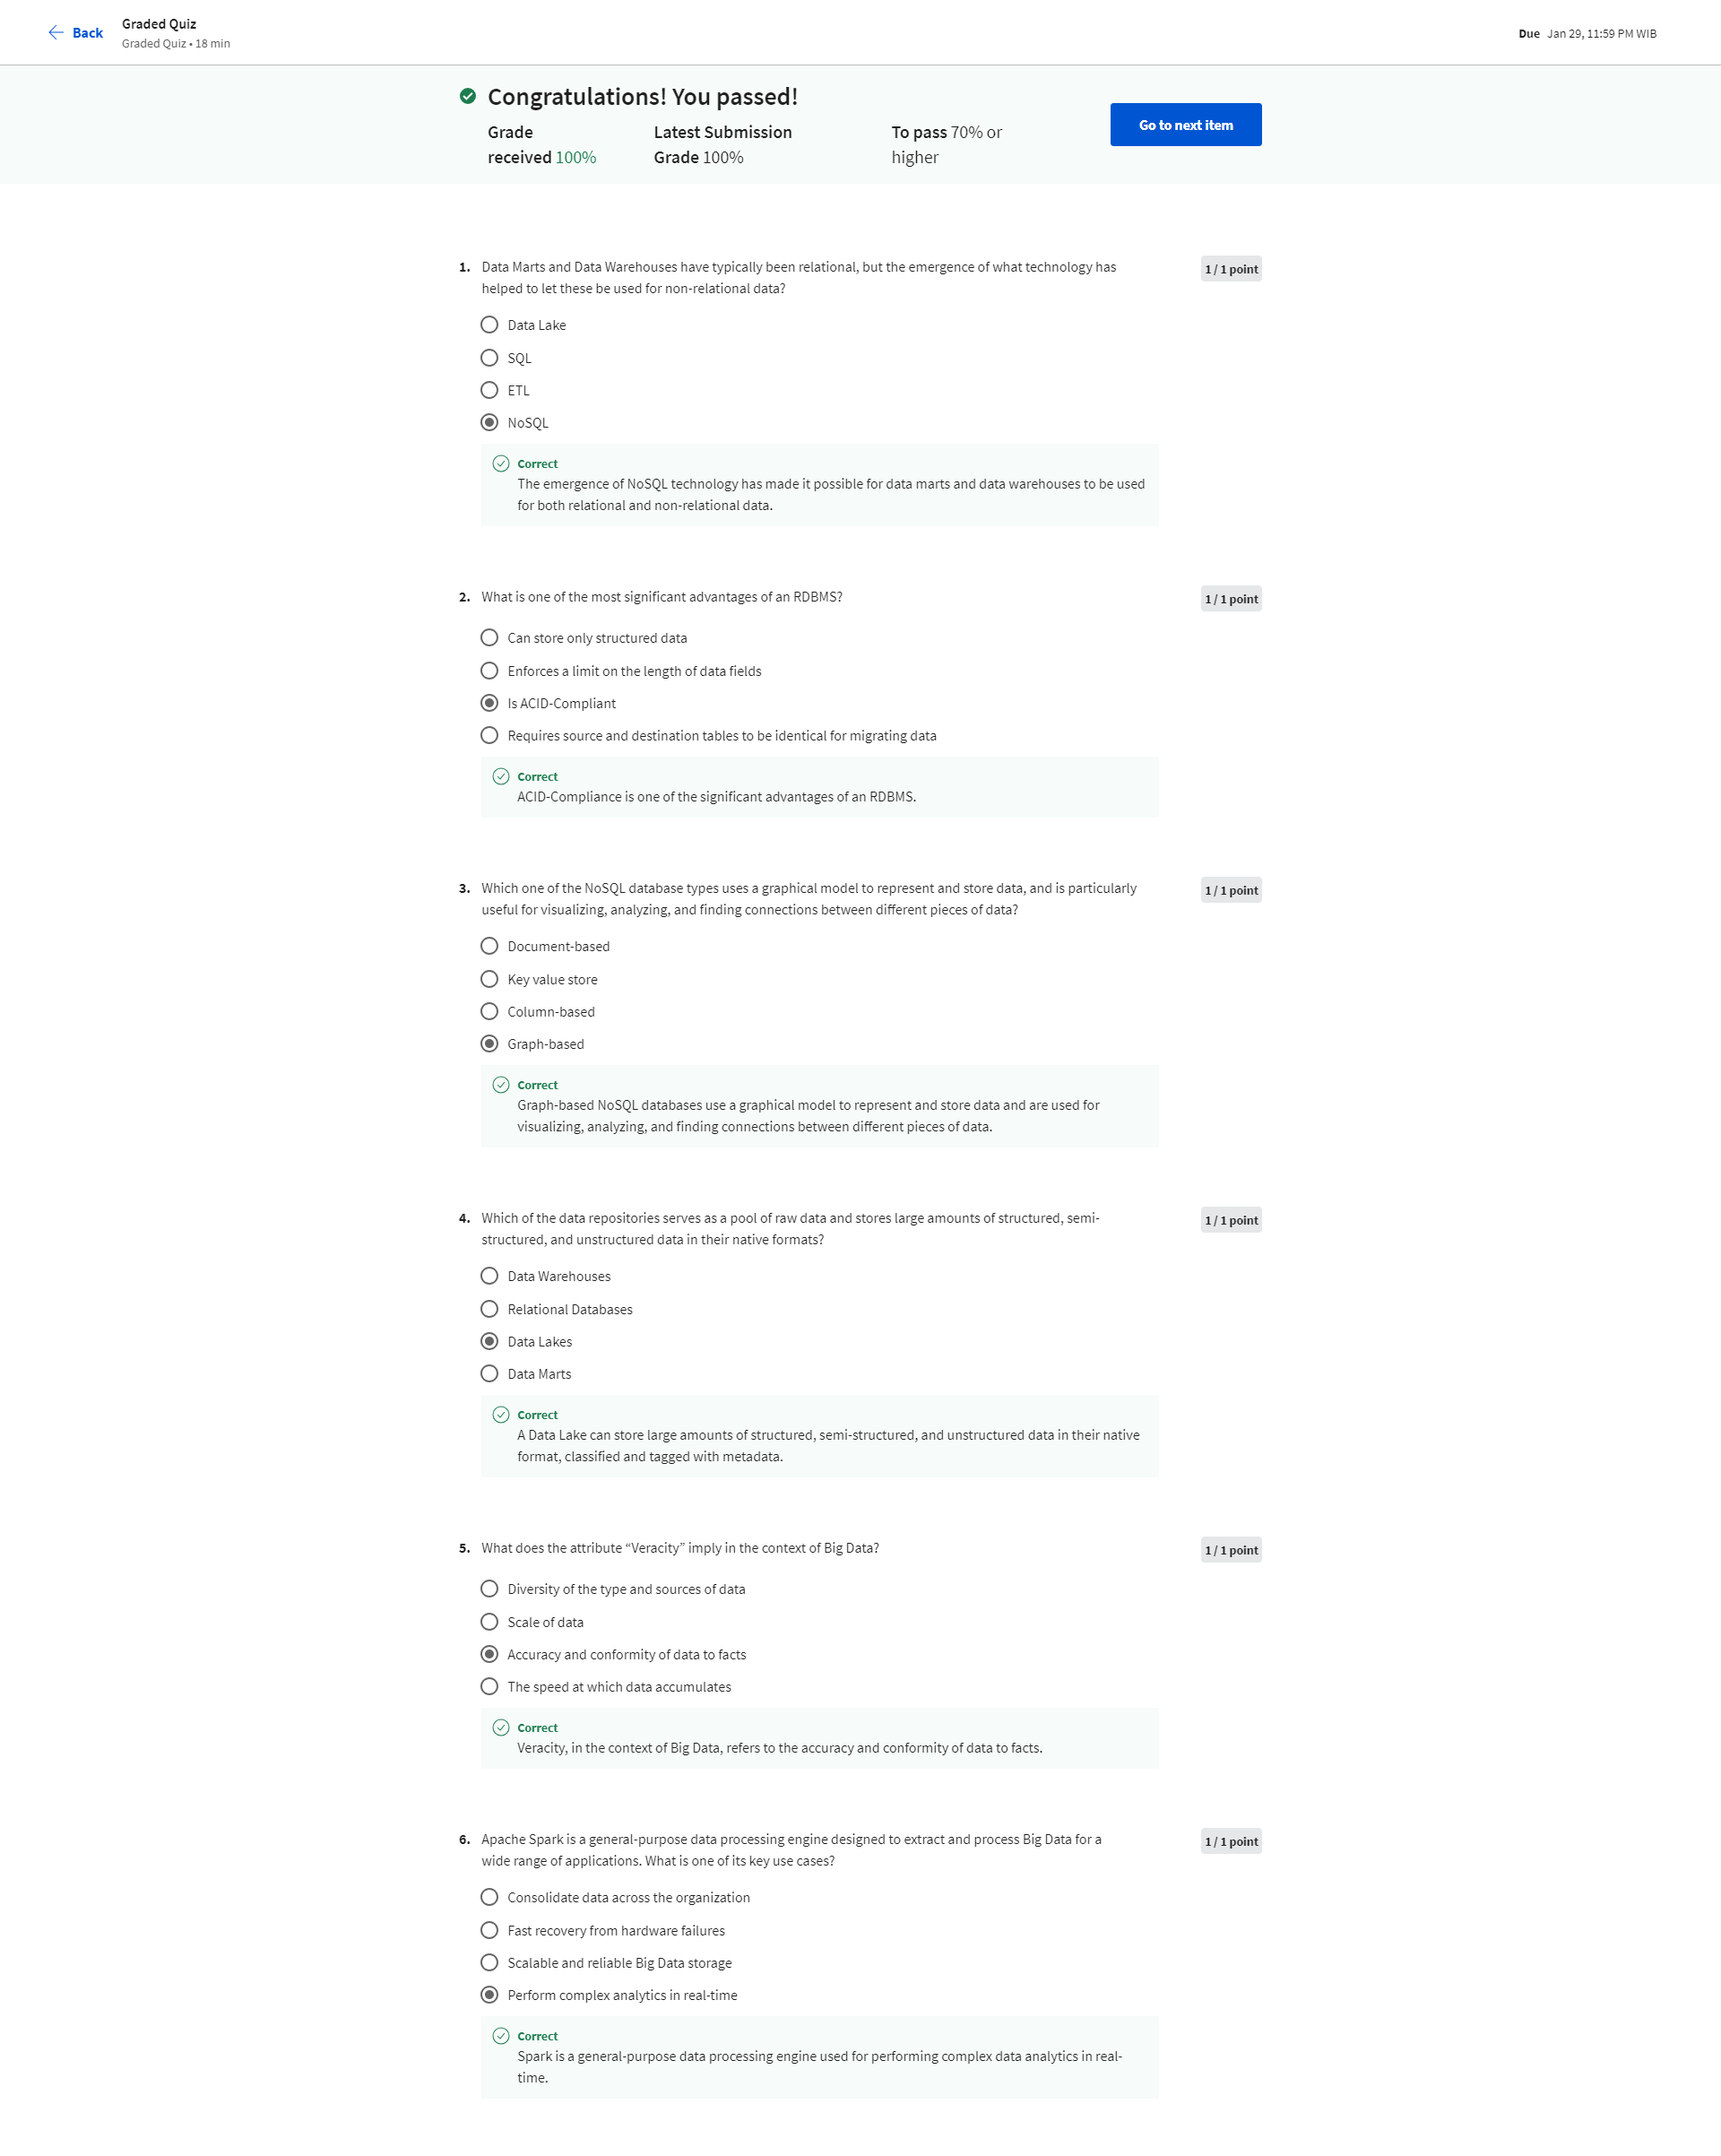 Back
Graded Quiz
Graded Quiz • 18 min
Due Jan 29, 11:59 PM WIB
Congratulations! You passed!
Grade received 100%
Latest Submission Grade 100%
To pass 70% or higher
Go to next item
1. Data Marts and Data Warehouses have typically been relational, but the emergence of what technology has
helped to let these be used for non-relational data?
1 / 1 point
Data Lake
SQL
ETL
NoSQL
Correct
The emergence of NoSQL technology has made it possible for data marts and data warehouses to be used
for both relational and non-relational data.
2. What is one of the most significant advantages of an RDBMS?
1 / 1 point
Can store only structured data
Enforces a limit on the length of data fields
Is ACID-Compliant
Requires source and destination tables to be identical for migrating data
Correct
ACID-Compliance is one of the significant advantages of an RDBMS.
3. Which one of the NoSQL database types uses a graphical model to represent and store data, and is particularly
useful for visualizing, analyzing, and finding connections between different pieces of data?
1 / 1 point
Document-based
Key value store
Column-based
Graph-based
Correct
Graph-based NoSQL databases use a graphical model to represent and store data and are used for
visualizing, analyzing, and finding connections between different pieces of data.
4. Which of the data repositories serves as a pool of raw data and stores large amounts of structured, semi-
structured, and unstructured data in their native formats?
1 / 1 point
Data Warehouses
Relational Databases
Data Lakes
Data Marts
Correct
A Data Lake can store large amounts of structured, semi-structured, and unstructured data in their native
format, classified and tagged with metadata.
5. What does the attribute “Veracity” imply in the context of Big Data?
1 / 1 point
Diversity of the type and sources of data
Scale of data
Accuracy and conformity of data to facts
The speed at which data accumulates
Correct
Veracity, in the context of Big Data, refers to the accuracy and conformity of data to facts.
6. Apache Spark is a general-purpose data processing engine designed to extract and process Big Data for a
wide range of applications. What is one of its key use cases?
1 / 1 point
Consolidate data across the organization
Fast recovery from hardware failures
Scalable and reliable Big Data storage
Perform complex analytics in real-time
Correct
Spark is a general-purpose data processing engine used for performing complex data analytics in real-
time.